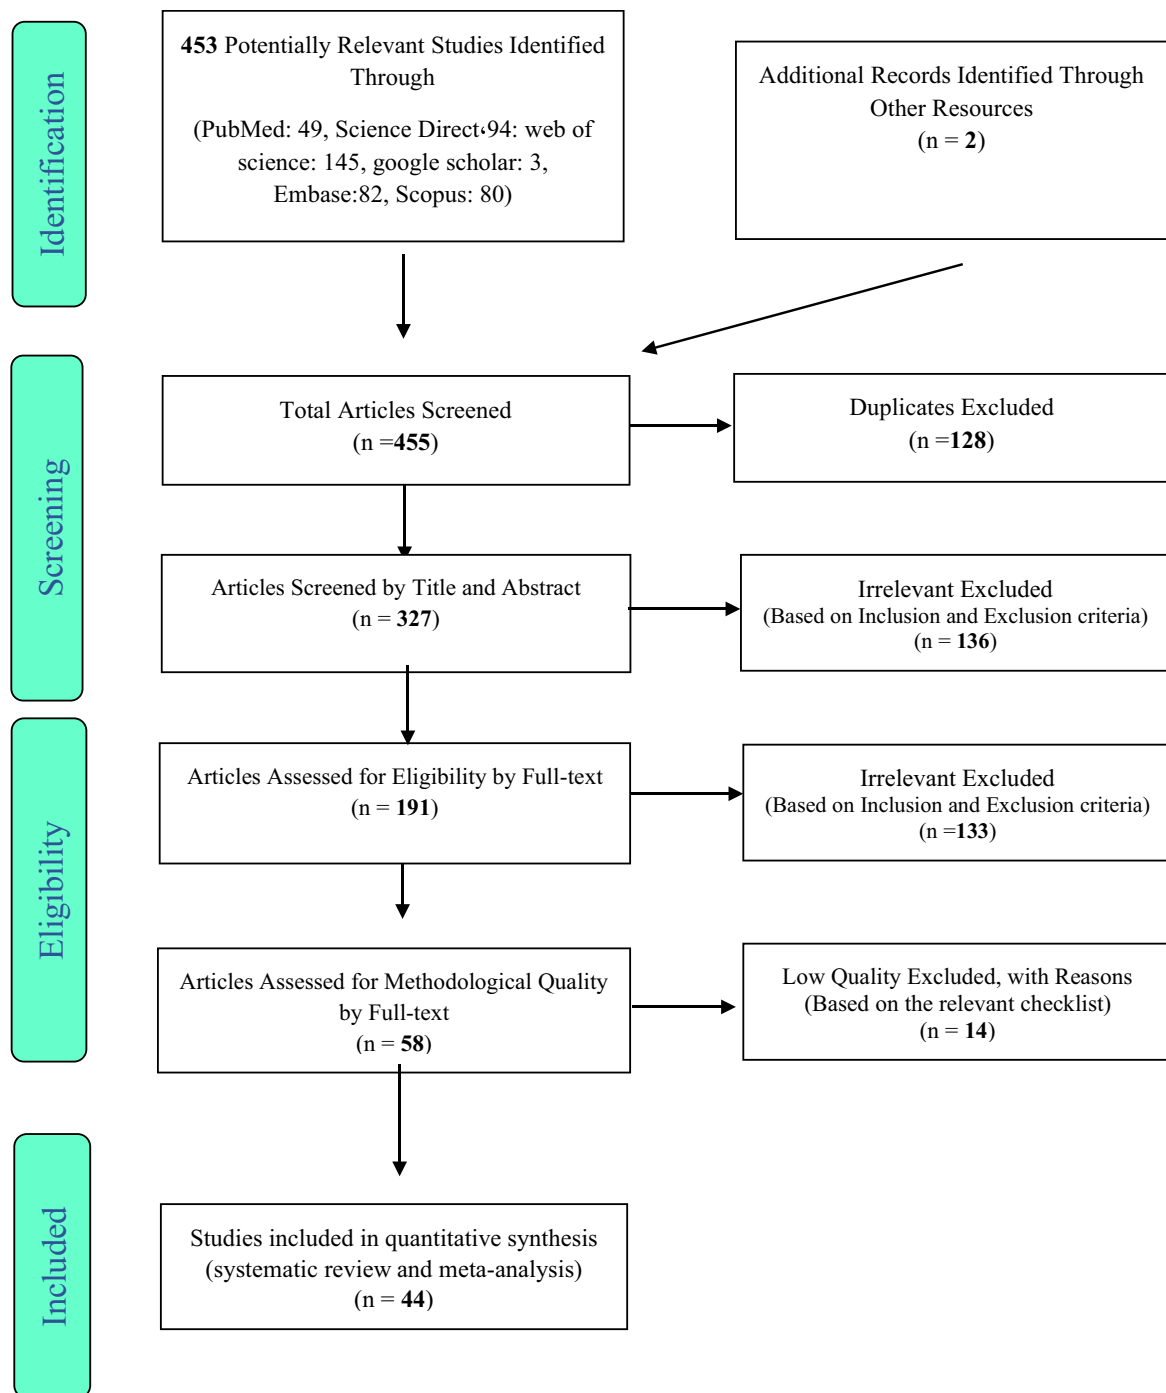 Identification
453 Potentially Relevant Studies Identified
Through
(PubMed: 49, Science Direct،94: web of
science: 145, google scholar: 3,
Embase:82, Scopus: 80)
Additional Records Identified Through
Other Resources
(n = 2)
Screening
Total Articles Screened
(n =455)
Duplicates Excluded
(n =128)
Articles Screened by Title and Abstract
(n = 327)
Irrelevant Excluded
(Based on Inclusion and Exclusion criteria)
(n = 136)
Eligibility
Articles Assessed for Eligibility by Full-text
(n = 191)
Irrelevant Excluded
(Based on Inclusion and Exclusion criteria)
(n =133)
Articles Assessed for Methodological Quality
by Full-text
(n = 58)
Low Quality Excluded, with Reasons
(Based on the relevant checklist)
(n = 14)
Included
Studies included in quantitative synthesis
(systematic review and meta-analysis)
(n = 44)